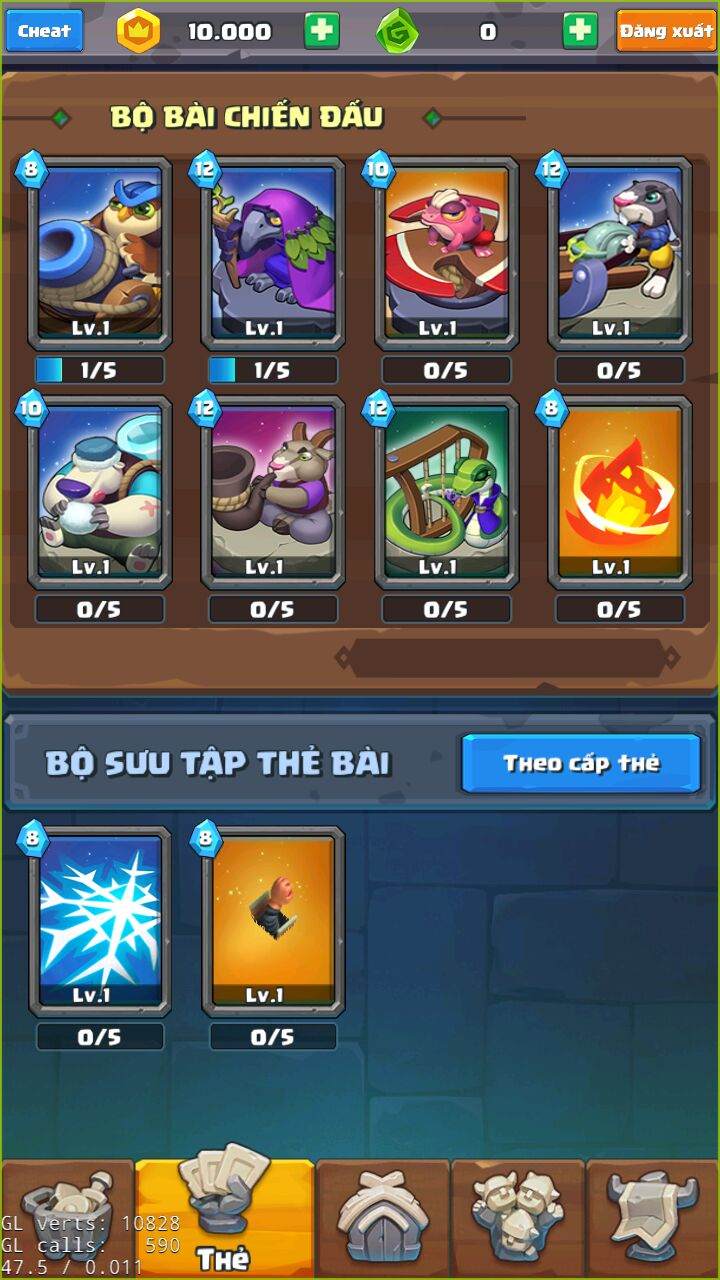 Cheat
10.000
0
Đăng xuất
BỘ BÀI CHIẾN ĐẤU
8 12 10 12
Lv.1 Lv.1 Lv.1 Lv.1
1/5 1/5 0/5 0/5
10 12 12 8
Lv.1 Lv.1 Lv.1 Lv.1
0/5 0/5 0/5 0/5
BỘ SƯU TẬP THẺ BÀI
Theo cấp thẻ
8 8
Lv.1 Lv.1
0/5 0/5
GL verts: 10828
GL calls: 590
47.5 / 0.011
Thẻ